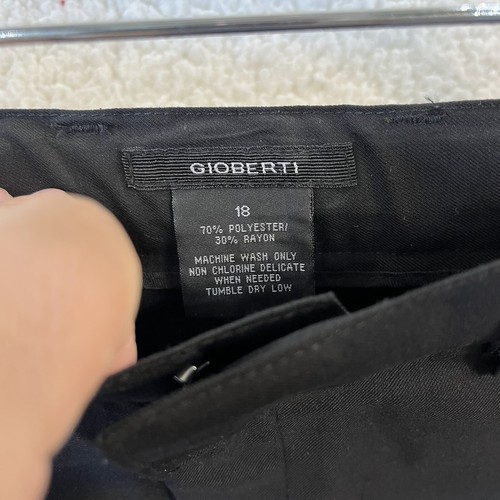 GIOBERTI
18
70% POLYESTER/
30% RAYON
MACHINE WASH ONLY
NON CHLORINE DELICATE
WHEN NEEDED
TUMBLE DRY LOW